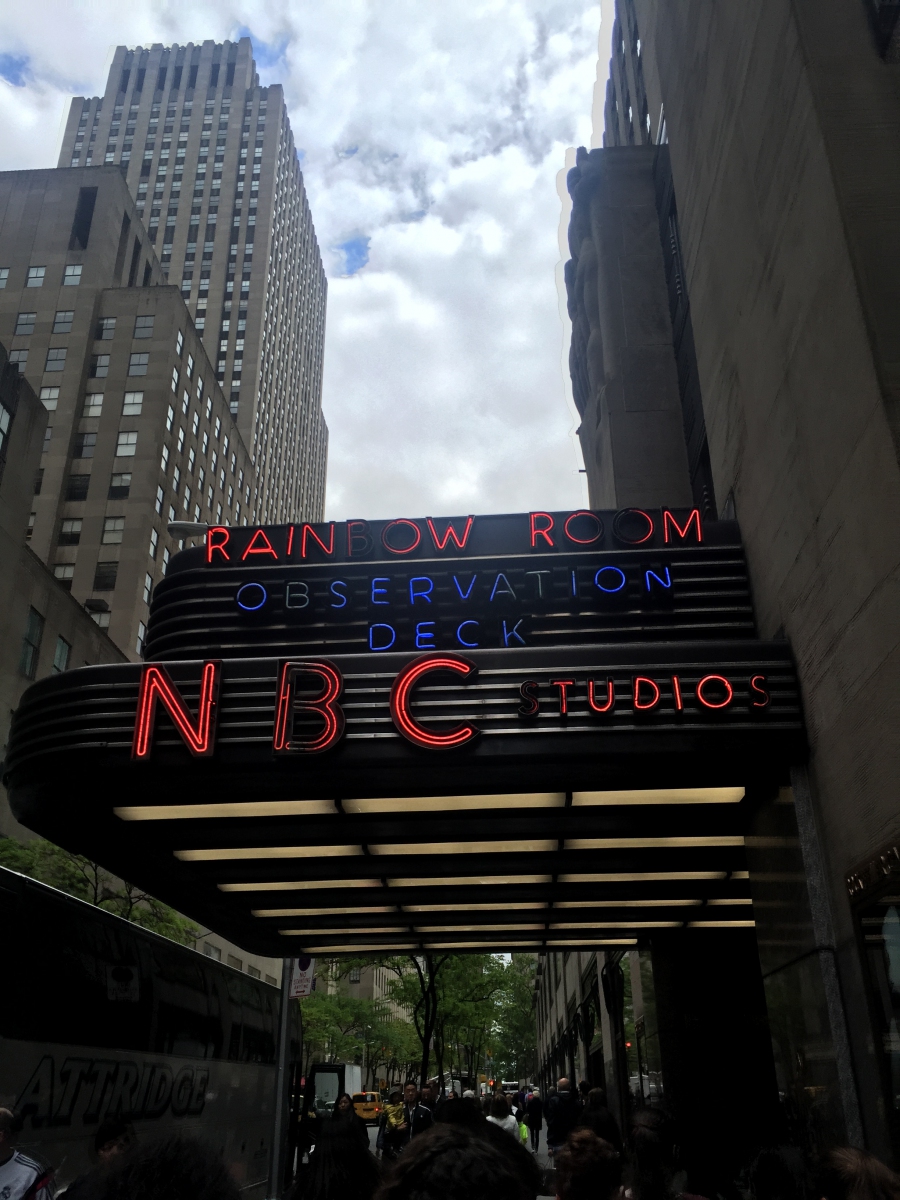 RAINBOW ROOM
OBSERVATION
DECK
NBC STUDIOS
ATTRIDGE